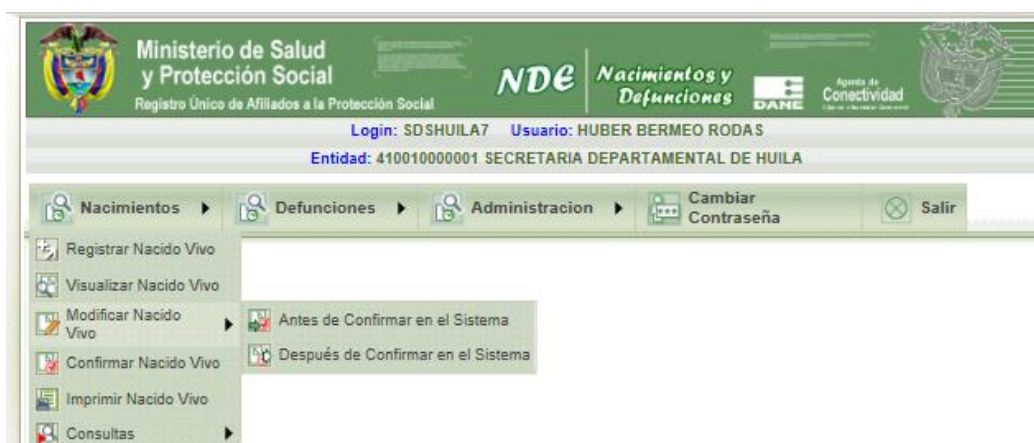 Ministerio de Salud
y Protección Social
Registro Único de Afiliados a la Protección Social
NDE
Nacimientos y
Defunciones
DANE
Agenda de
Conectividad
Login: SDSHUILA7 Usuario: HUBER BERMEO RODAS
Entidad: 410010000001 SECRETARIA DEPARTAMENTAL DE HUILA
Nacimientos
Defunciones
Administracion
Cambiar
Contraseña
Salir
Registrar Nacido Vivo
Visualizar Nacido Vivo
Modificar Nacido
Vivo
Antes de Confirmar en el Sistema
Después de Confirmar en el Sistema
Confirmar Nacido Vivo
Imprimir Nacido Vivo
Consultas